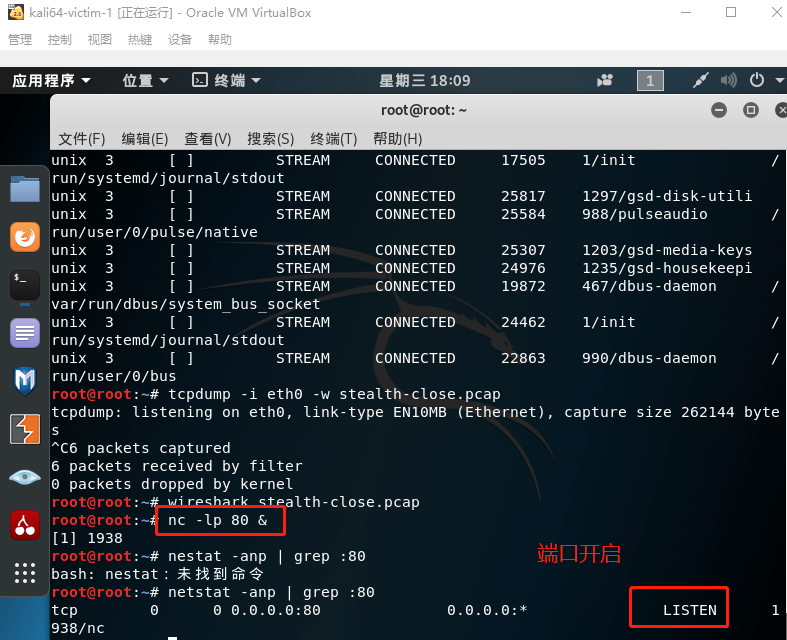 kali64-victim-1 [正在运行] - Oracle VM VirtualBox
管理 控制 视图 热键 设备 帮助
应用程序 位置 终端 星期三 18:09 1
root@root: ~
文件(F) 编辑(E) 查看(V) 搜索(S) 终端(T) 帮助(H)
unix 3 [ ] STREAM CONNECTED 17505 1/init /
run/systemd/journal/stdout
unix 3 [ ] STREAM CONNECTED 25817 1297/gsd-disk-utili
unix 3 [ ] STREAM CONNECTED 25584 988/pulseaudio /
run/user/0/pulse/native
unix 3 [ ] STREAM CONNECTED 25307 1203/gsd-media-keys
unix 3 [ ] STREAM CONNECTED 24976 1235/gsd-housekeepi
unix 3 [ ] STREAM CONNECTED 19872 467/dbus-daemon /
var/run/dbus/system_bus_socket
unix 3 [ ] STREAM CONNECTED 24462 1/init /
run/systemd/journal/stdout
unix 3 [ ] STREAM CONNECTED 22863 990/dbus-daemon /
run/user/0/bus
root@root:~# tcpdump -i eth0 -w stealth-close.pcap
tcpdump: listening on eth0, link-type EN10MB (Ethernet), capture size 262144 byte
s
^C6 packets captured
6 packets received by filter
0 packets dropped by kernel
root@root:~# wireshark stealth-close.pcap
root@root:~# nc -lp 80 &
[1] 1938
root@root:~# nestat -anp | grep :80
端口开启
bash: nestat：未找到命令
root@root:~# netstat -anp | grep :80
tcp 0 0 0.0.0.0:80 0.0.0.0:* LISTEN 1
938/nc